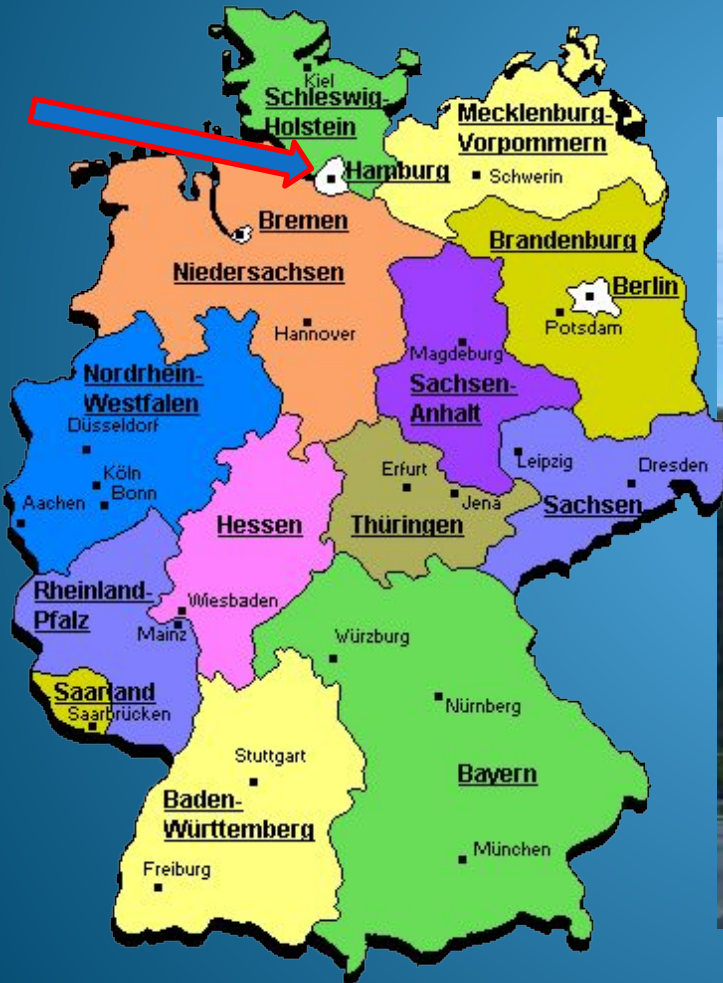 Kiel
Schleswig-
Holstein
Mecklenburg-
Vorpommern
Hamburg
Schwerin
Bremen
Brandenburg
Niedersachsen
Berlin
Hannover
Potsdam
Magdeburg
Nordrhein-
Westfalen
Sachsen-
Anhalt
Düsseldorf
Leipzig
Dresden
Erfurt
Köln
Bonn
Aachen
Jena
Sachsen
Hessen
Thüringen
Rheinland-
Pfalz
Wiesbaden
Mainz
Würzburg
Saarland
Saarbrücken
Nürnberg
Stuttgart
Bayern
Baden-
Württemberg
München
Freiburg